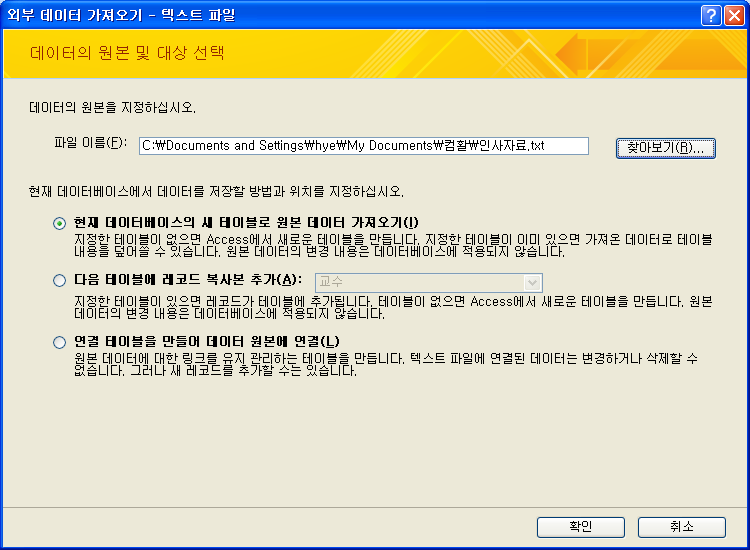 외부 데이터 가져오기 - 텍스트 파일
데이터의 원본 및 대상 선택
데이터의 원본을 지정하십시오.
파일 이름(F): C:₩Documents and Settings₩hye₩My Documents₩컴활₩인사자료.txt 찾아보기(R)...
현재 데이터베이스에서 데이터를 저장할 방법과 위치를 지정하십시오.
현재 데이터베이스의 새 테이블로 원본 데이터 가져오기(I)
지정한 테이블이 없으면 Access에서 새로운 테이블을 만듭니다. 지정한 테이블이 이미 있으면 가져온 데이터로 테이블
내용을 덮어쓸 수 있습니다. 원본 데이터의 변경 내용은 데이터베이스에 적용되지 않습니다.
다음 테이블에 레코드 복사본 추가(A): 교수
지정한 테이블이 있으면 레코드가 테이블에 추가됩니다. 테이블이 없으면 Access에서 새로운 테이블을 만듭니다. 원본
데이터의 변경 내용은 데이터베이스에 적용되지 않습니다.
연결 테이블을 만들어 데이터 원본에 연결(L)
원본 데이터에 대한 링크를 유지 관리하는 테이블을 만듭니다. 텍스트 파일에 연결된 데이터는 변경하거나 삭제할 수
없습니다. 그러나 새 레코드를 추가할 수는 있습니다.
확인 취소